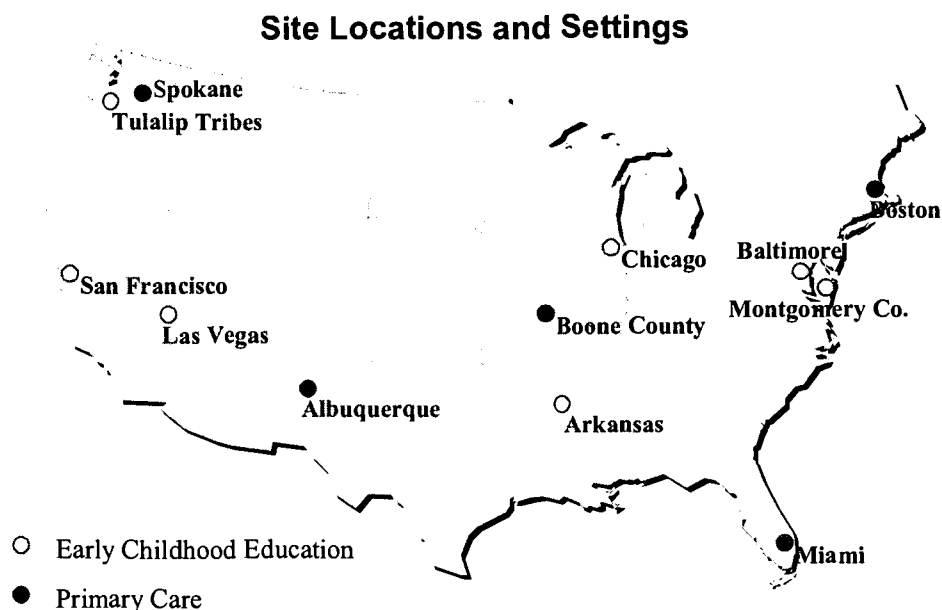 Site Locations and Settings
Spokane
Tulalip Tribes
Boston
Baltimore
Chicago
San Francisco
Montgomery Co.
Las Vegas
Boone County
Albuquerque
Arkansas
Early Childhood Education
Miami
Primary Care